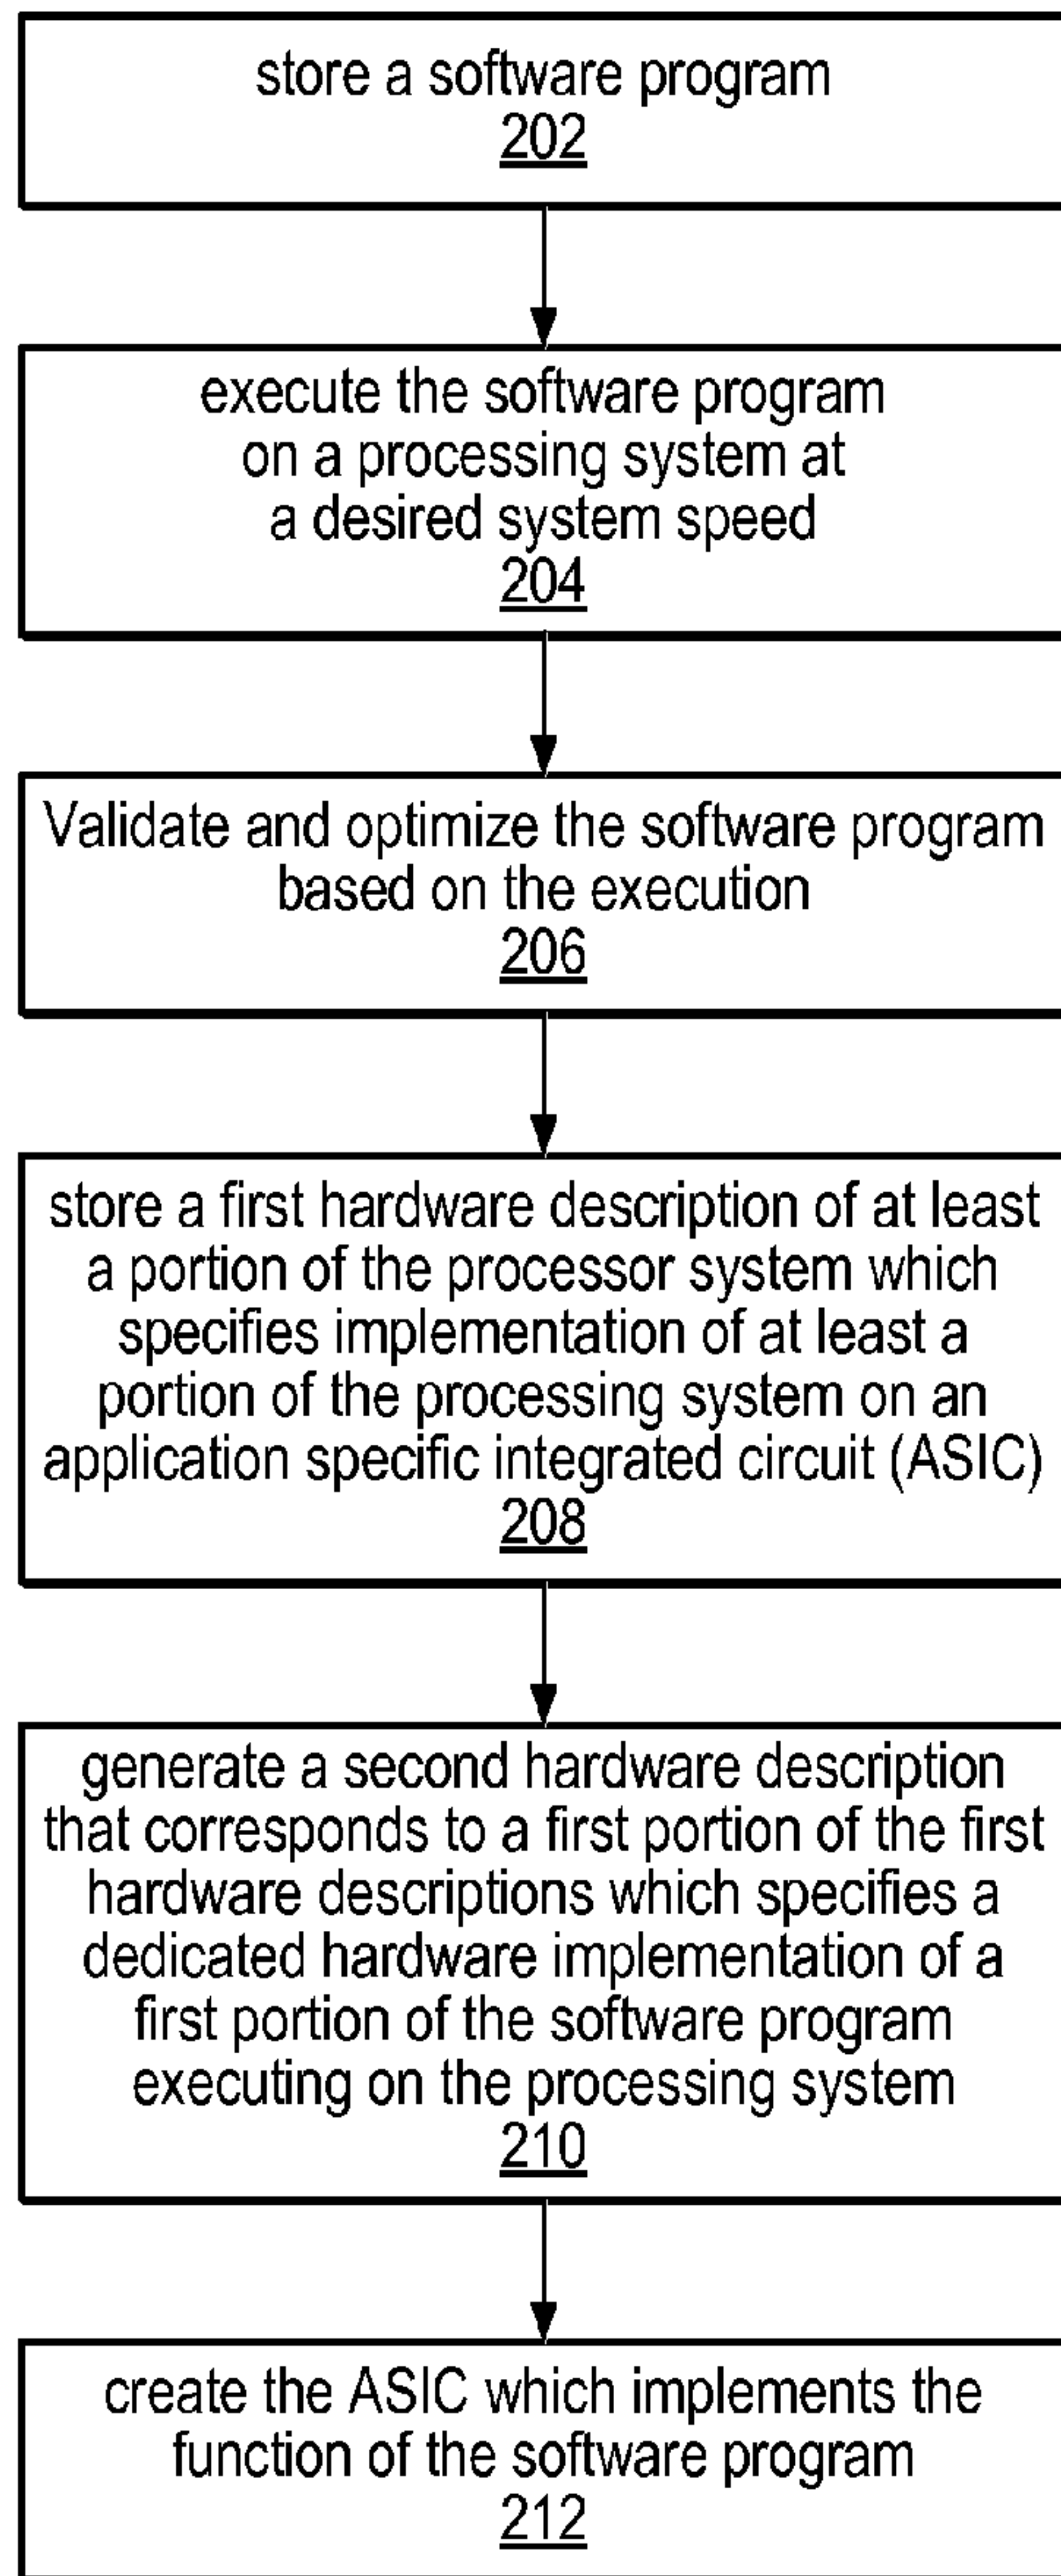 store a software program
202
execute the software program
on a processing system at
a desired system speed
204
Validate and optimize the software program
based on the execution
206
store a first hardware description of at least
a portion of the processor system which
specifies implementation of at least a
portion of the processing system on an
application specific integrated circuit (ASIC)
208
generate a second hardware description
that corresponds to a first portion of the first
hardware descriptions which specifies a
dedicated hardware implementation of a
first portion of the software program
executing on the processing system
210
create the ASIC which implements the
function of the software program
212